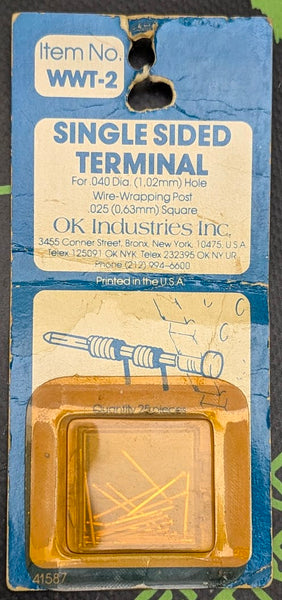 Item No.
WWT-2
SINGLE SIDED
TERMINAL
For .040 Dia. (1,02mm) Hole
Wire-Wrapping Post
.025 (0,63mm) Square
OK Industries Inc.
3455 Conner Street, Bronx, New York, 10475 U.S.A.
Telex 125091 OK NYK Telex 232395 OK NY UR
Phone (212) 994-6600
Printed in the U.S.A.
Quantity 25 pieces
41587